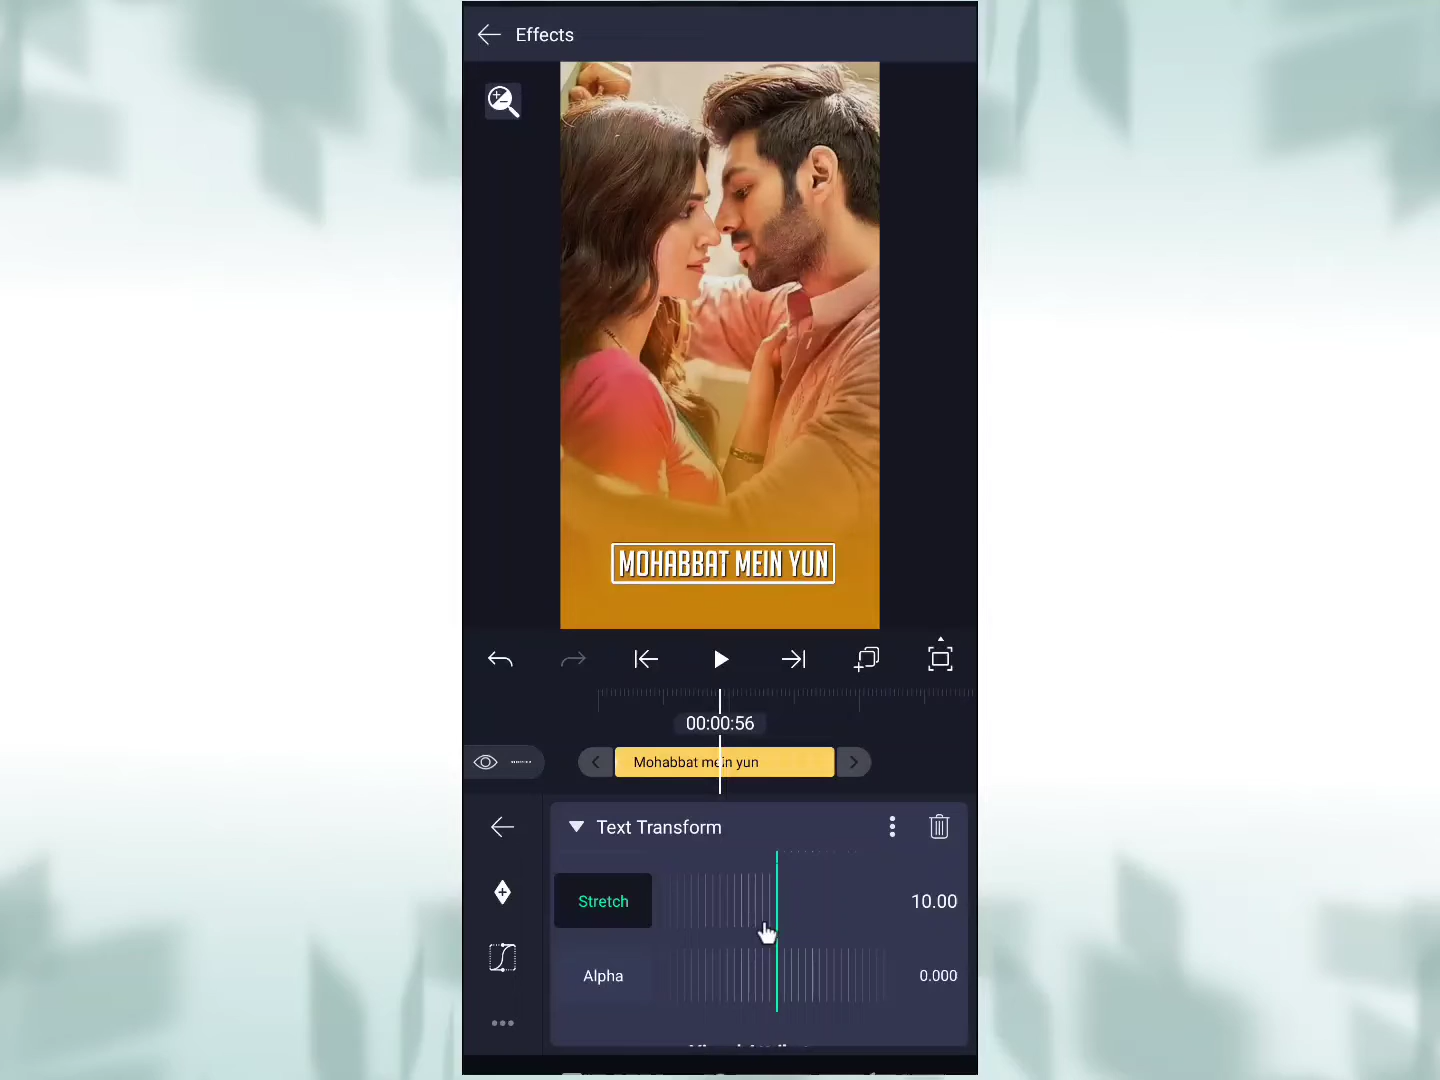 Effects
MOHABBAT MEIN YUN
00:00:56
Mohabbat mein yun
Text Transform
Stretch
10.00
Alpha
0.000